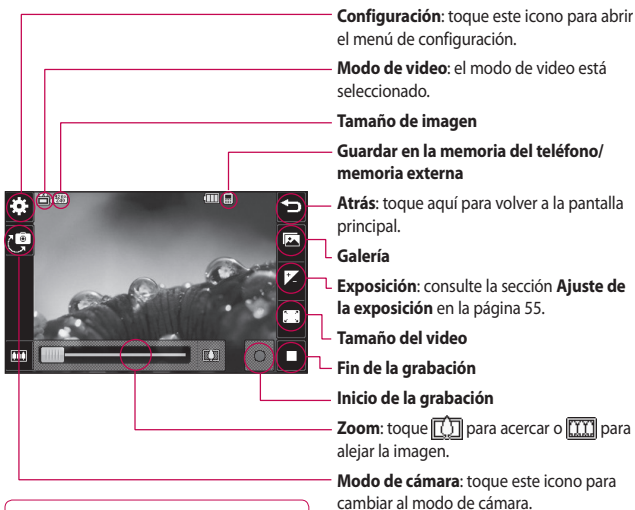 Configuración: toque este icono para abrir
el menú de configuración.
Modo de video: el modo de video está
seleccionado.
Tamaño de imagen
Guardar en la memoria del teléfono/
memoria externa
Atrás: toque aquí para volver a la pantalla
principal.
Galería
Exposición: consulte la sección Ajuste de
la exposición en la página 55.
Tamaño del video
Fin de la grabación
Inicio de la grabación
Zoom: toque para acercar o para
alejar la imagen.
Modo de cámara: toque este icono para
cambiar al modo de cámara.